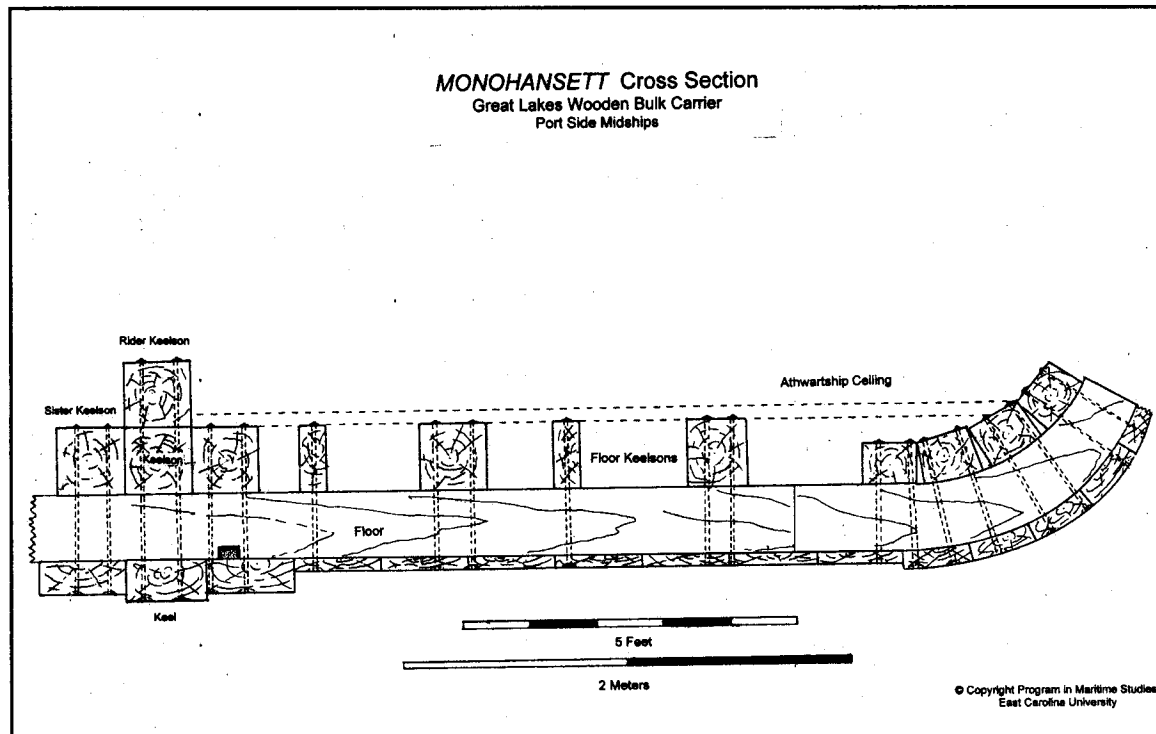 MONOHANSETT Cross Section
Great Lakes Wooden Bulk Carrier
Port Side Midships
Rider Keelson
Athwartship Ceiling
Sister Keelson
Keelson
Floor Keelsons
Floor
Keel
5 Feet
2 Meters
© Copyright Program in Maritime Studies
East Carolina University